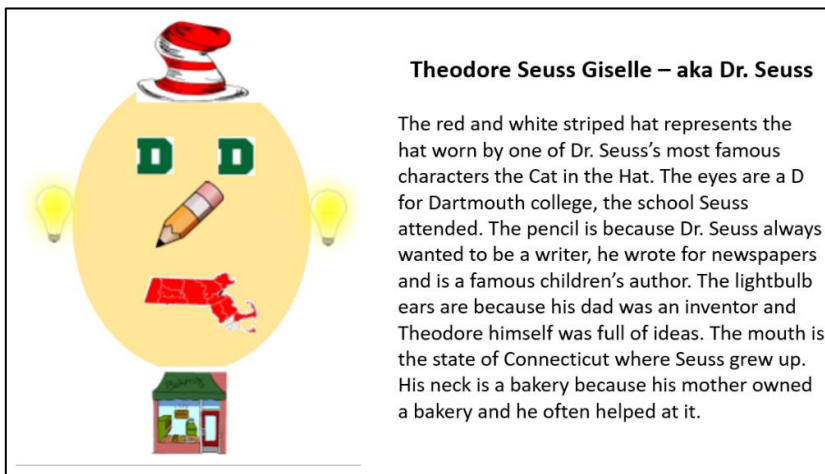 Theodore Seuss Giselle – aka Dr. Seuss
The red and white striped hat represents the
hat worn by one of Dr. Seuss's most famous
characters the Cat in the Hat. The eyes are a D
for Dartmouth college, the school Seuss
attended. The pencil is because Dr. Seuss always
wanted to be a writer, he wrote for newspapers
and is a famous children's author. The lightbulb
ears are because his dad was an inventor and
Theodore himself was full of ideas. The mouth is
the state of Connecticut where Seuss grew up.
His neck is a bakery because his mother owned
a bakery and he often helped at it.
D D
Bakery